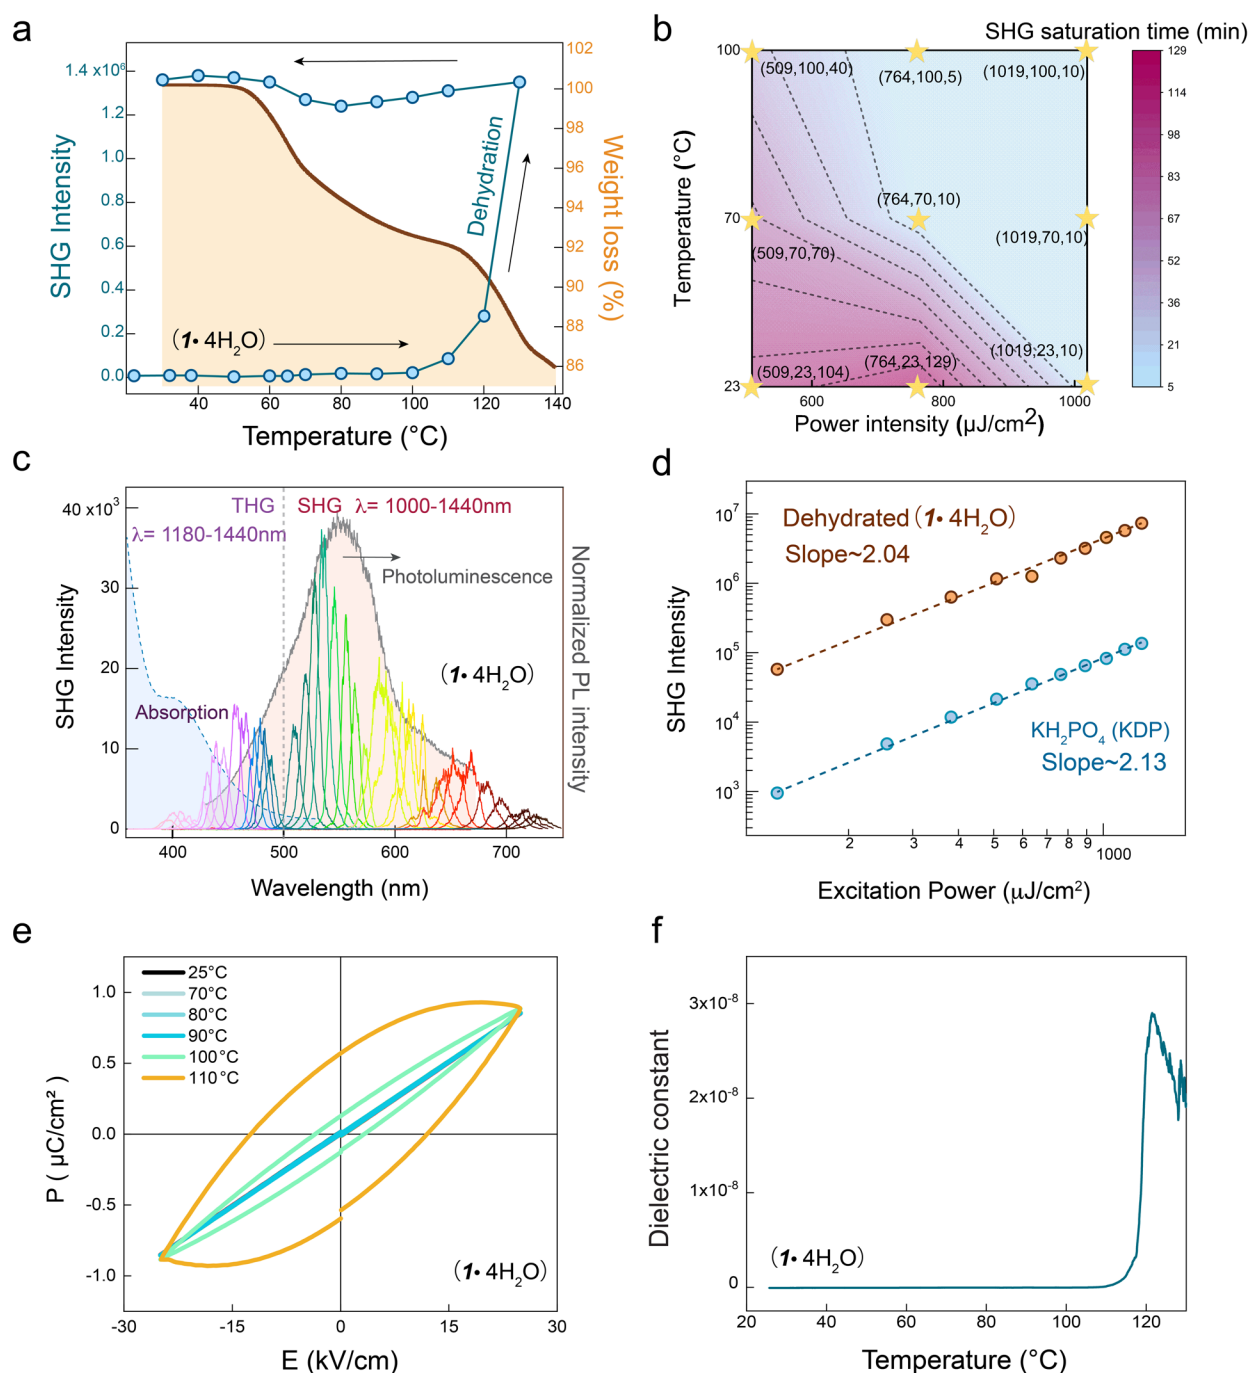 a
1.4 x10⁶
1.2
1.0
0.8
0.6
0.4
0.2
0.0
SHG Intensity
102
100
98
96
94
92
90
88
86
Weight loss (%)
Dehydration
(1• 4H₂O)
40
60
80
100
120
140
Temperature (°C)
b
SHG saturation time (min)
100
70
23
Temperature (°C)
(509,100,40)
(764,100,5)
(1019,100,10)
(764,70,10)
(1019,70,10)
(509,70,70)
(1019,23,10)
(764,23,129)
(509,23,104)
600
800
1000
Power intensity (μJ/cm²)
129
114
98
83
67
52
36
21
5
c
40 x10³
30
20
10
0
SHG Intensity
THG
SHG λ= 1000-1440nm
λ= 1180-1440nm
Photoluminescence
Absorption
(1• 4H₂O)
Normalized PL intensity
400
500
600
700
Wavelength (nm)
d
10⁷
10⁶
10⁵
10⁴
10³
SHG Intensity
Dehydrated (1• 4H₂O)
Slope~2.04
KH₂PO₄ (KDP)
Slope~2.13
2
3
4
5
6
7
8
9
1000
Excitation Power (μJ/cm²)
e
25°C
70°C
80°C
90°C
100°C
110°C
1.0
0.5
0.0
-0.5
-1.0
P ( μC/cm² )
(1• 4H₂O)
-30
-15
0
15
30
E (kV/cm)
f
3x10⁻⁸
2x10⁻⁸
1x10⁻⁸
0
Dielectric constant
(1• 4H₂O)
20
40
60
80
100
120
Temperature (°C)